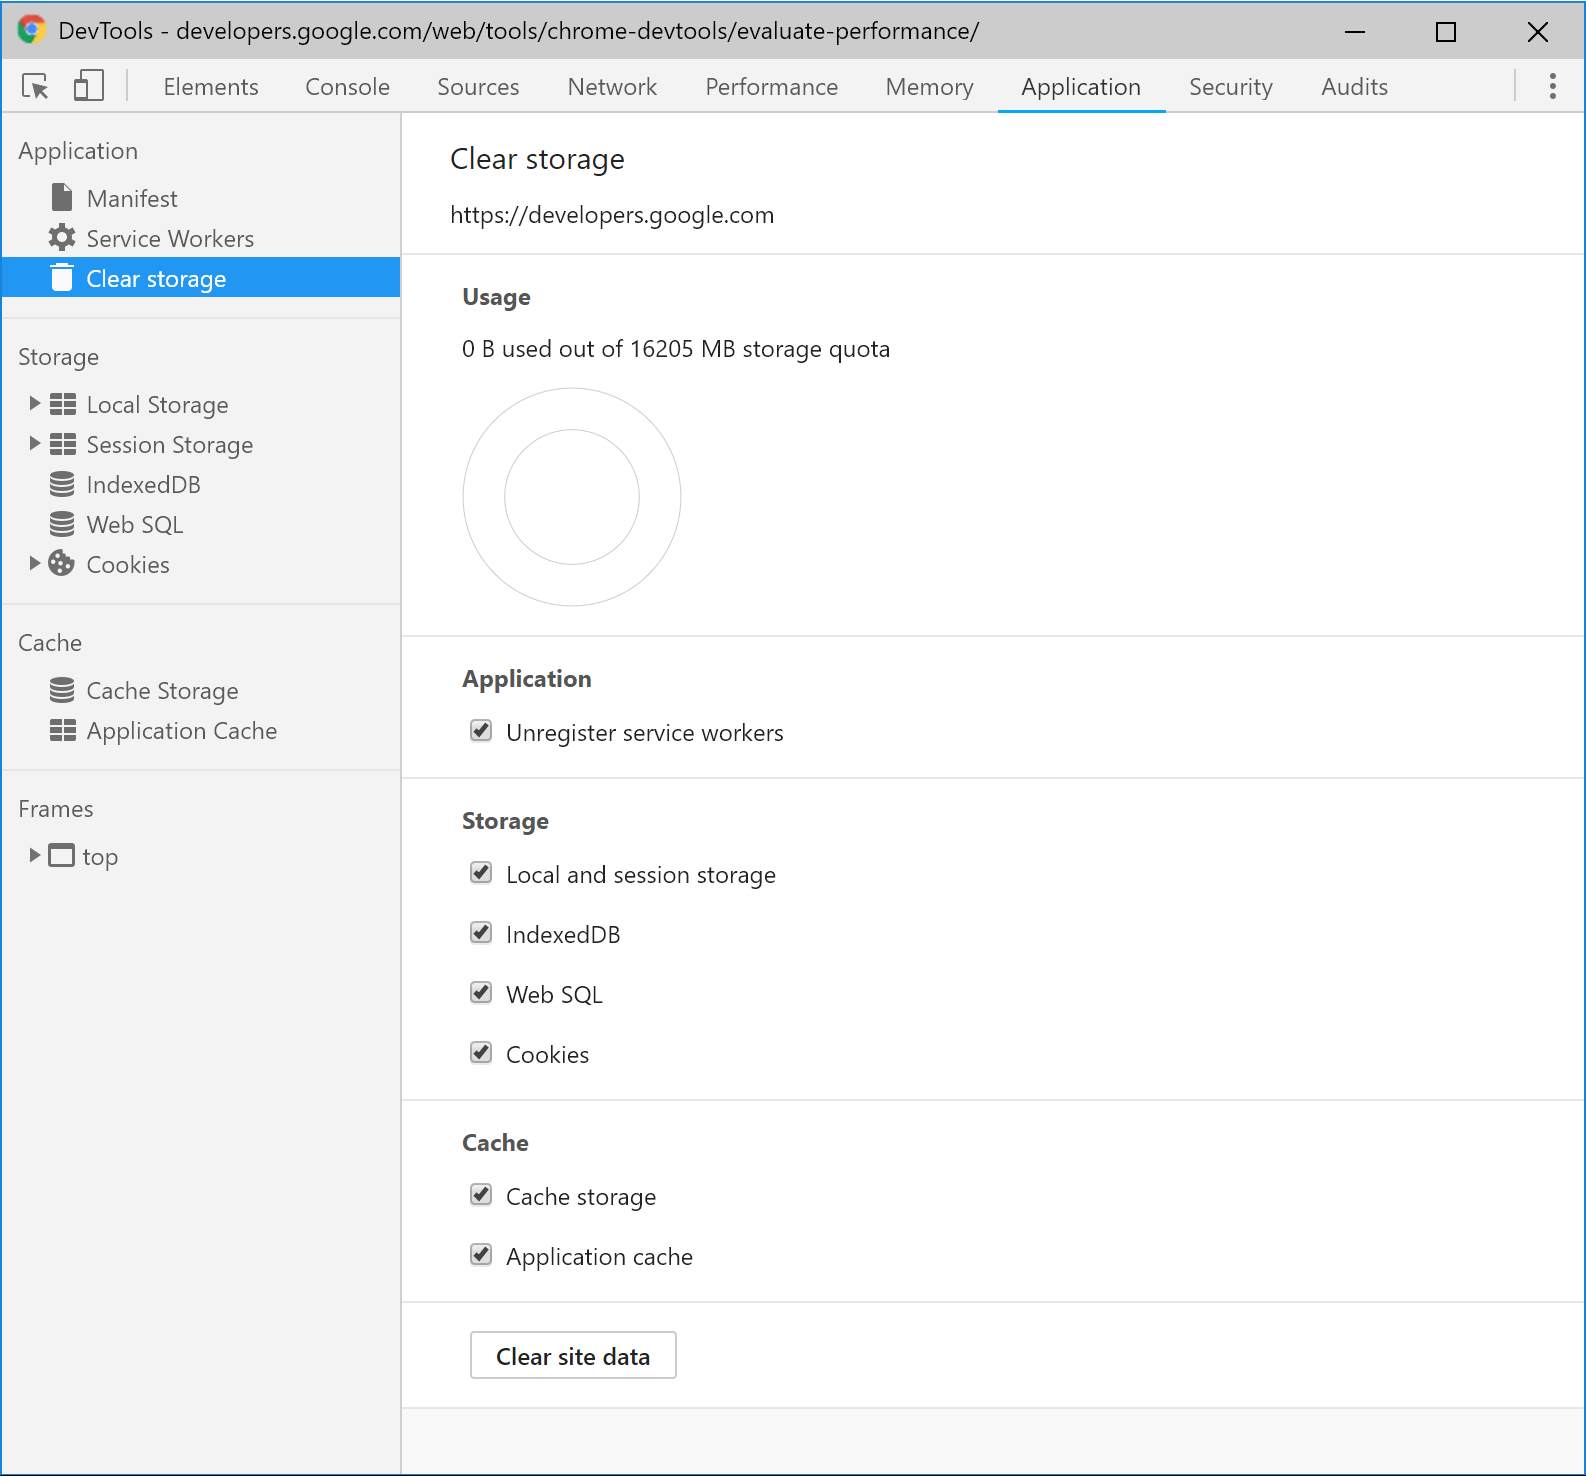 DevTools - developers.google.com/web/tools/chrome-devtools/evaluate-performance/
Elements Console Sources Network Performance Memory Application Security Audits
Application
Manifest
Service Workers
Clear storage
Storage
Local Storage
Session Storage
IndexedDB
Web SQL
Cookies
Cache
Cache Storage
Application Cache
Frames
top
Clear storage
https://developers.google.com
Usage
0 B used out of 16205 MB storage quota
Application
Unregister service workers
Storage
Local and session storage
IndexedDB
Web SQL
Cookies
Cache
Cache storage
Application cache
Clear site data